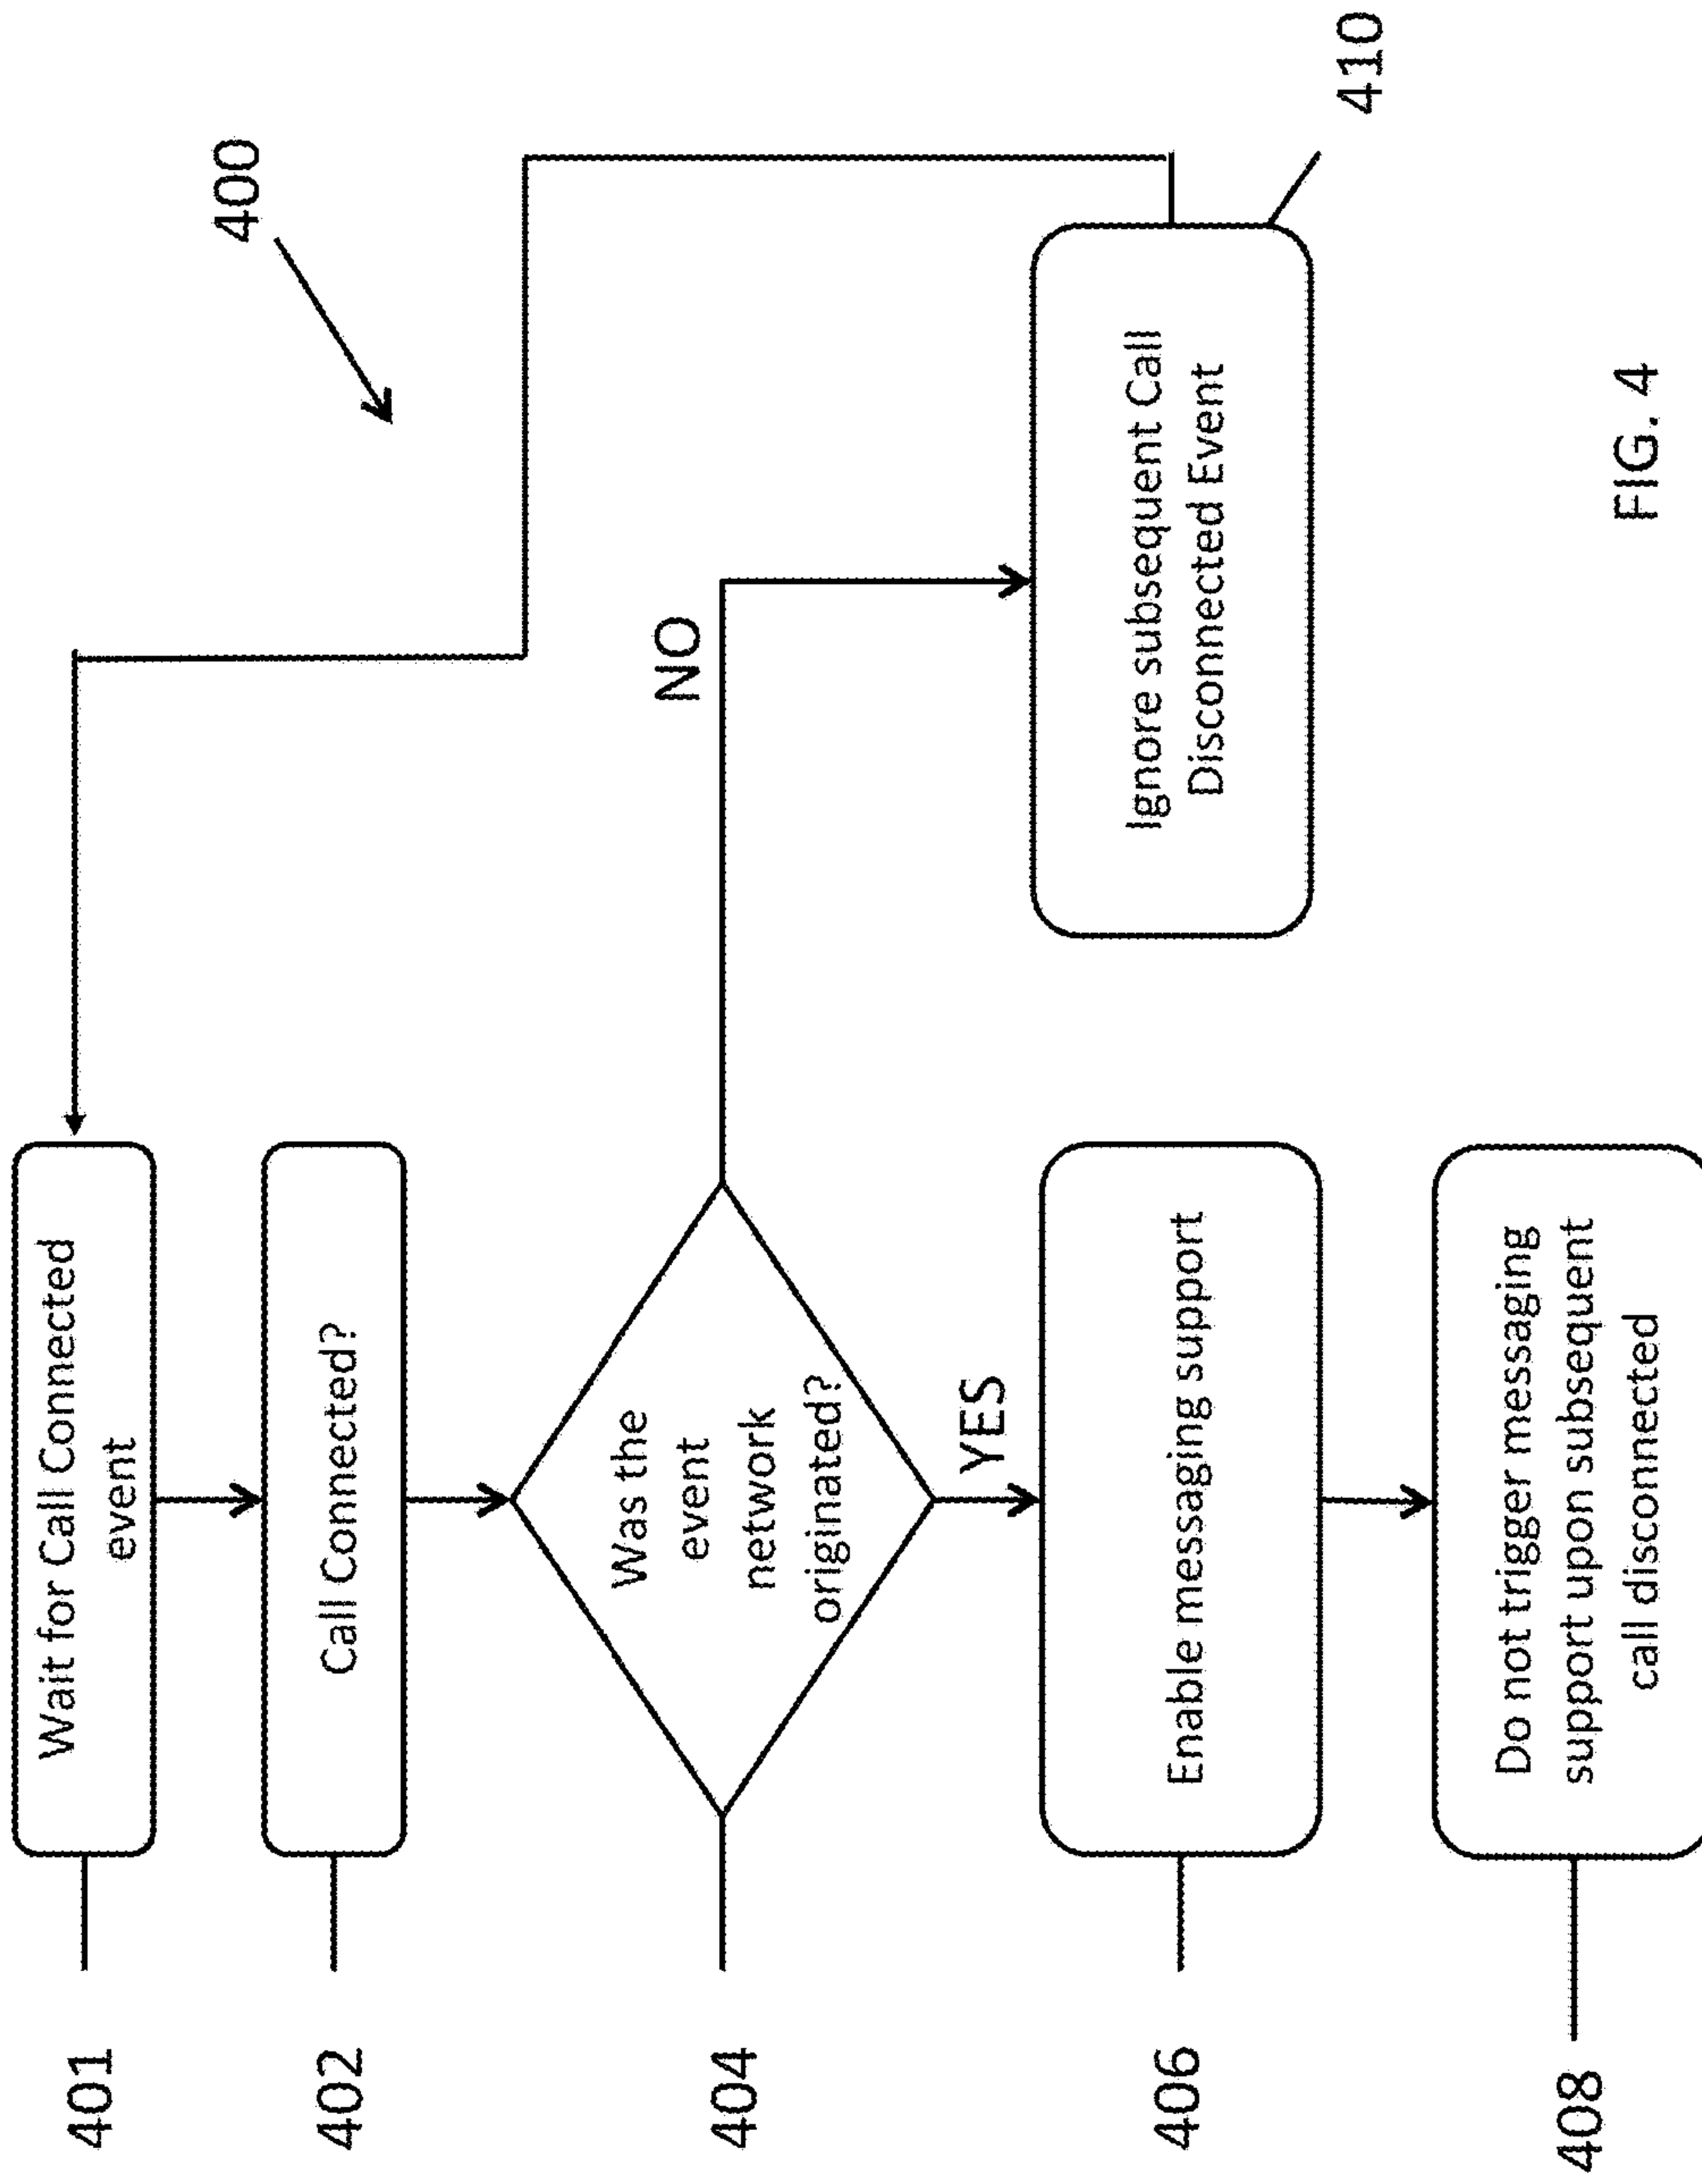 400
401
Wait for Call Connected
event
402
Call Connected?
404
Was the
event
network
originated?
NO
YES
406
Enable messaging support
Ignore subsequent Call
Disconnected Event
410
408
Do not trigger messaging
support upon subsequent
call disconnected
FIG. 4